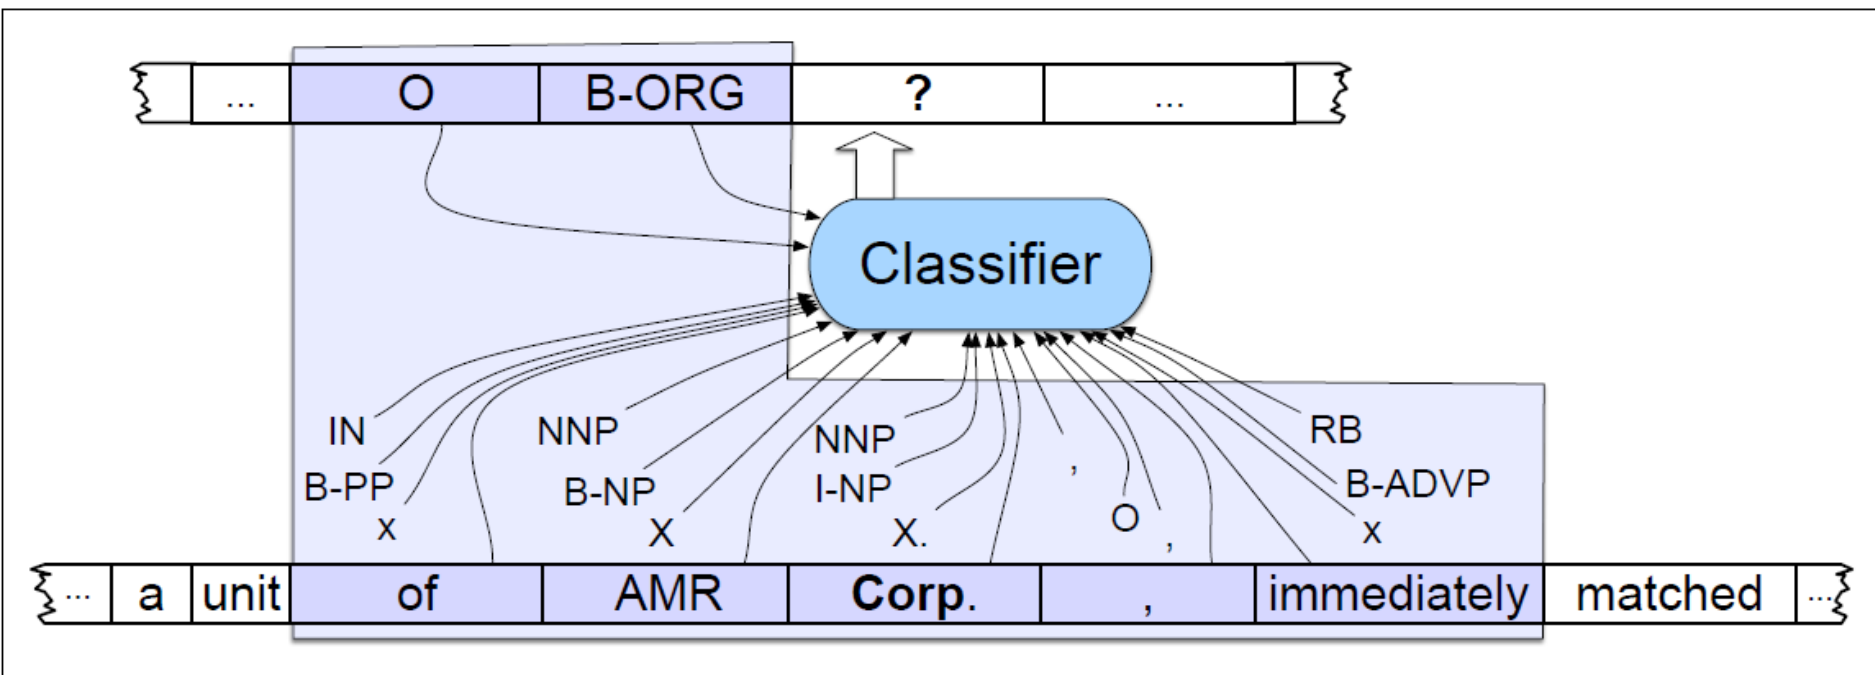 ... O B-ORG ? ...
Classifier
IN NNP NNP , RB
B-PP B-NP I-NP O B-ADVP
x X X. , x
... a unit of AMR Corp. , immediately matched ...